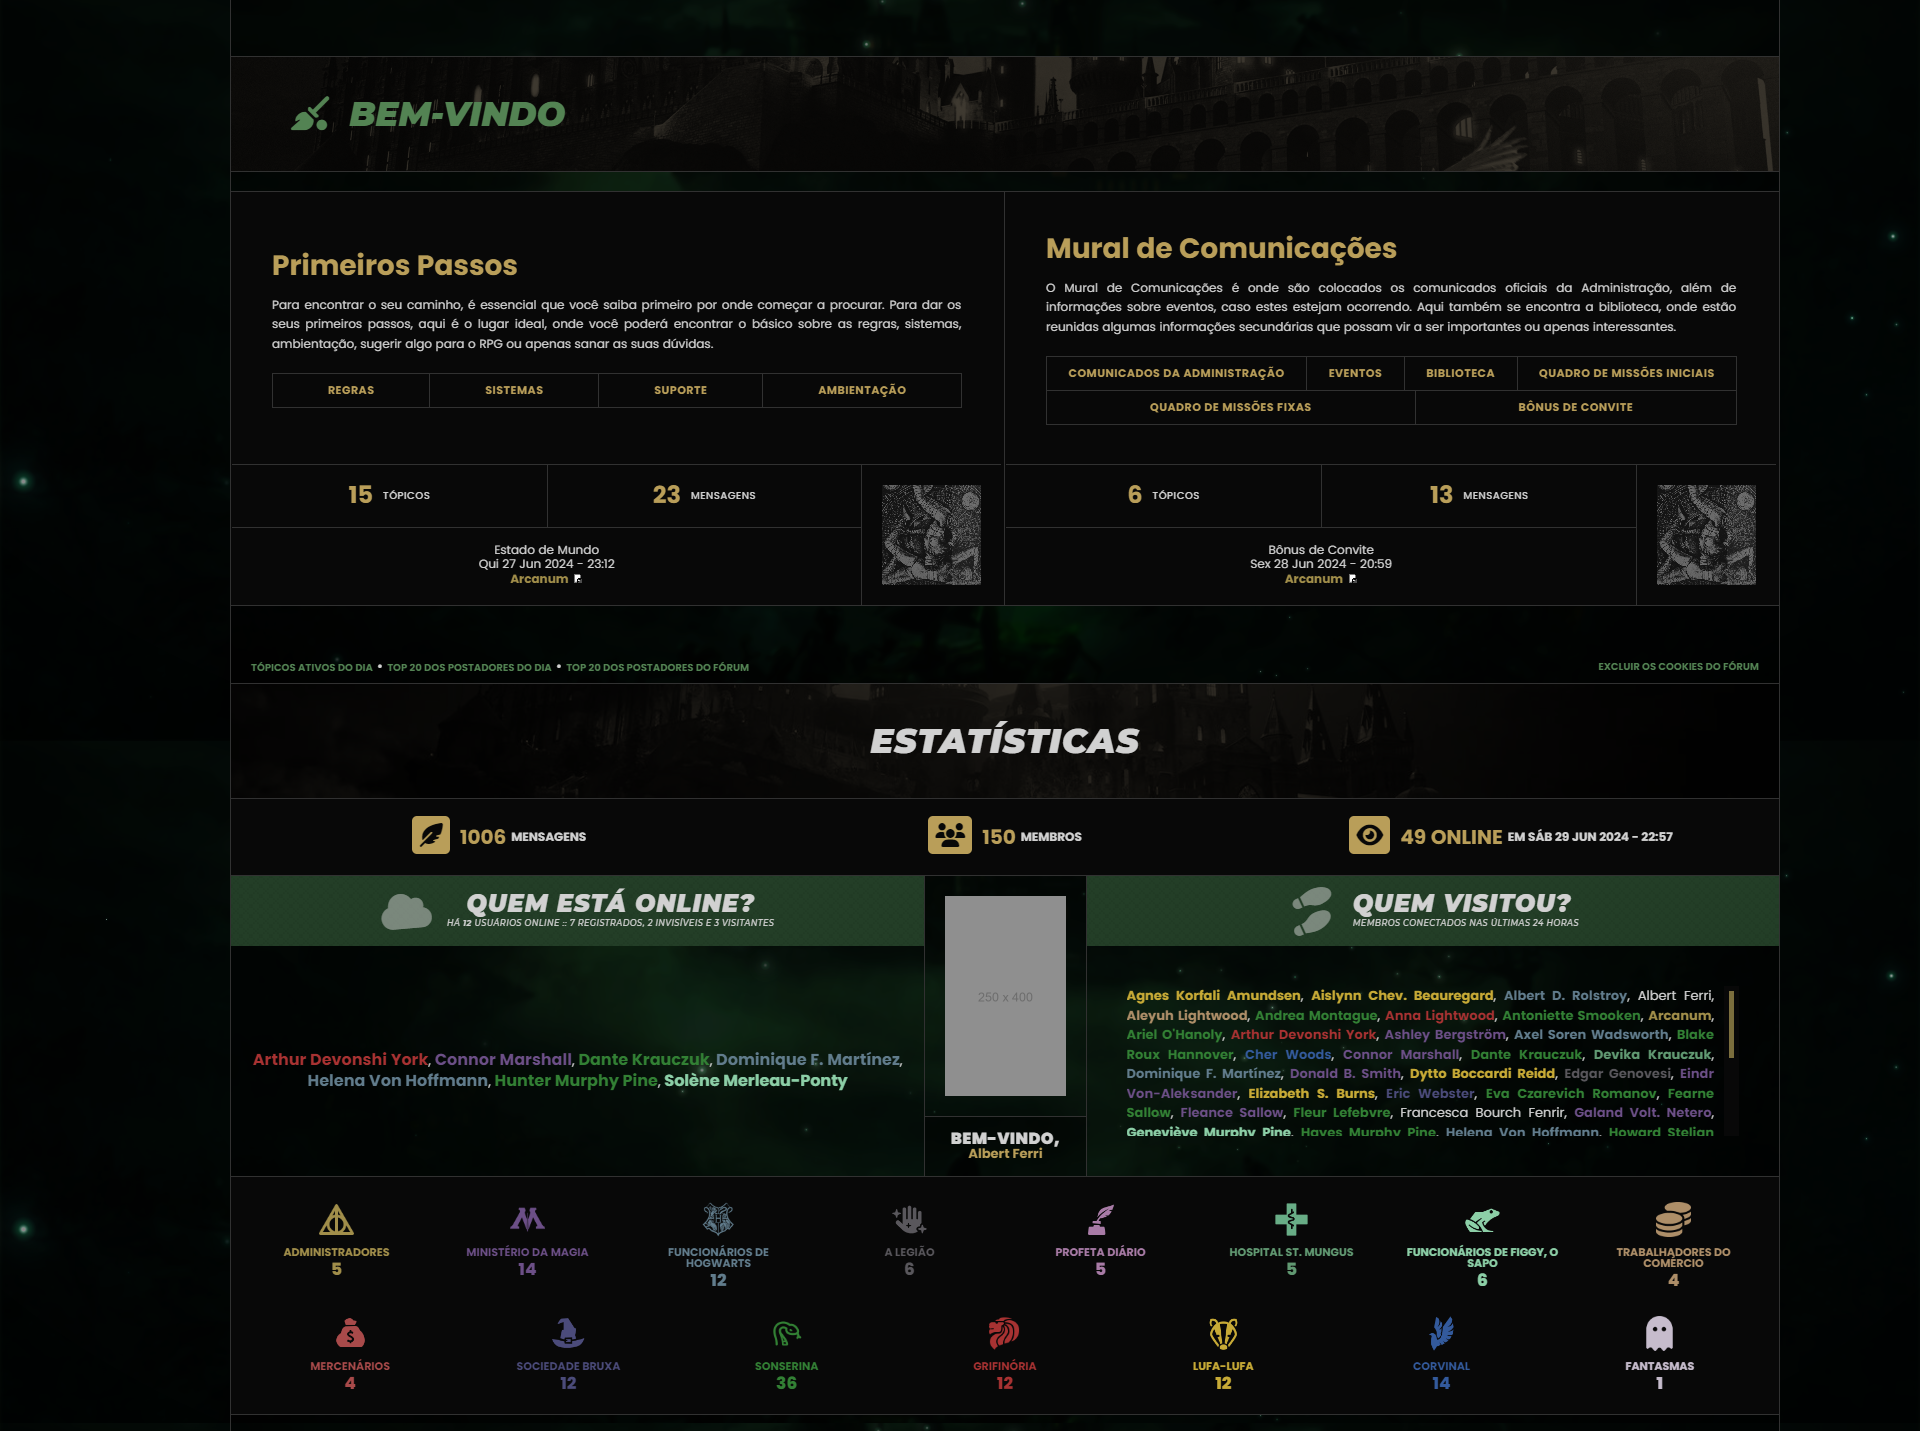 BEM-VINDO
Primeiros Passos
Para encontrar o seu caminho, é essencial que você saiba primeiro por onde começar a procurar. Para dar os
seus primeiros passos, aqui é o lugar ideal, onde você poderá encontrar o básico sobre as regras, sistemas,
ambientação, sugerir algo para o RPG ou apenas sanar as suas dúvidas.
REGRAS
SISTEMAS
SUPORTE
AMBIENTAÇÃO
15 TÓPICOS
23 MENSAGENS
Estado de Mundo
Qui 27 Jun 2024 - 23:12
Arcanum
Mural de Comunicações
O Mural de Comunicações é onde são colocados os comunicados oficiais da Administração, além de
informações sobre eventos, caso estes estejam ocorrendo. Aqui também se encontra a biblioteca, onde estão
reunidas algumas informações secundárias que possam vir a ser importantes ou apenas interessantes.
COMUNICADOS DA ADMINISTRAÇÃO
EVENTOS
BIBLIOTECA
QUADRO DE MISSÕES INICIAIS
QUADRO DE MISSÕES FIXAS
BÔNUS DE CONVITE
6 TÓPICOS
13 MENSAGENS
Bônus de Convite
Sex 28 Jun 2024 - 20:59
Arcanum
TÓPICOS ATIVOS DO DIA • TOP 20 DOS POSTADORES DO DIA • TOP 20 DOS POSTADORES DO FÓRUM
EXCLUIR OS COOKIES DO FÓRUM
ESTATÍSTICAS
1006 MENSAGENS
150 MEMBROS
49 ONLINE EM SÁB 29 JUN 2024 - 22:57
QUEM ESTÁ ONLINE?
HÁ 12 USUÁRIOS ONLINE :: 7 REGISTRADOS, 2 INVISÍVEIS E 3 VISITANTES
Arthur Devonshi York, Connor Marshall, Dante Krauczuk, Dominique F. Martínez,
Helena Von Hoffmann, Hunter Murphy Pine, Solène Merleau-Ponty
250 x 400
BEM-VINDO,
Albert Ferri
QUEM VISITOU?
MEMBROS CONECTADOS NAS ÚLTIMAS 24 HORAS
Agnes Korfali Amundsen, Aislynn Chev. Beauregard, Albert D. Rolstroy, Albert Ferri,
Aleyuh Lightwood, Andrea Montague, Anna Lightwood, Antoniette Smooken, Arcanum,
Ariel O'Hanoly, Arthur Devonshi York, Ashley Bergström, Axel Soren Wadsworth, Blake
Roux Hannover, Cher Woods, Connor Marshall, Dante Krauczuk, Devika Krauczuk,
Dominique F. Martínez, Donald B. Smith, Dytto Boccardi Reidd, Edgar Genovesi, Eindr
Von-Aleksander, Elizabeth S. Burns, Eric Webster, Eva Czarevich Romanov, Fearne
Sallow, Fleance Sallow, Fleur Lefebvre, Francesca Bourch Fenrir, Galand Volt. Netero,
Geneviève Murphy Pine, Hayes Murphy Pine, Helena Von Hoffmann, Howard Stelian
ADMINISTRADORES
5
MINISTÉRIO DA MAGIA
14
FUNCIONÁRIOS DE
HOGWARTS
12
A LEGIÃO
6
PROFETA DIÁRIO
5
HOSPITAL ST. MUNGUS
5
FUNCIONÁRIOS DE FIGGY, O
SAPO
6
TRABALHADORES DO
COMÉRCIO
4
MERCENÁRIOS
4
SOCIEDADE BRUXA
12
SONSERINA
36
GRIFINÓRIA
12
LUFA-LUFA
12
CORVINAL
14
FANTASMAS
1